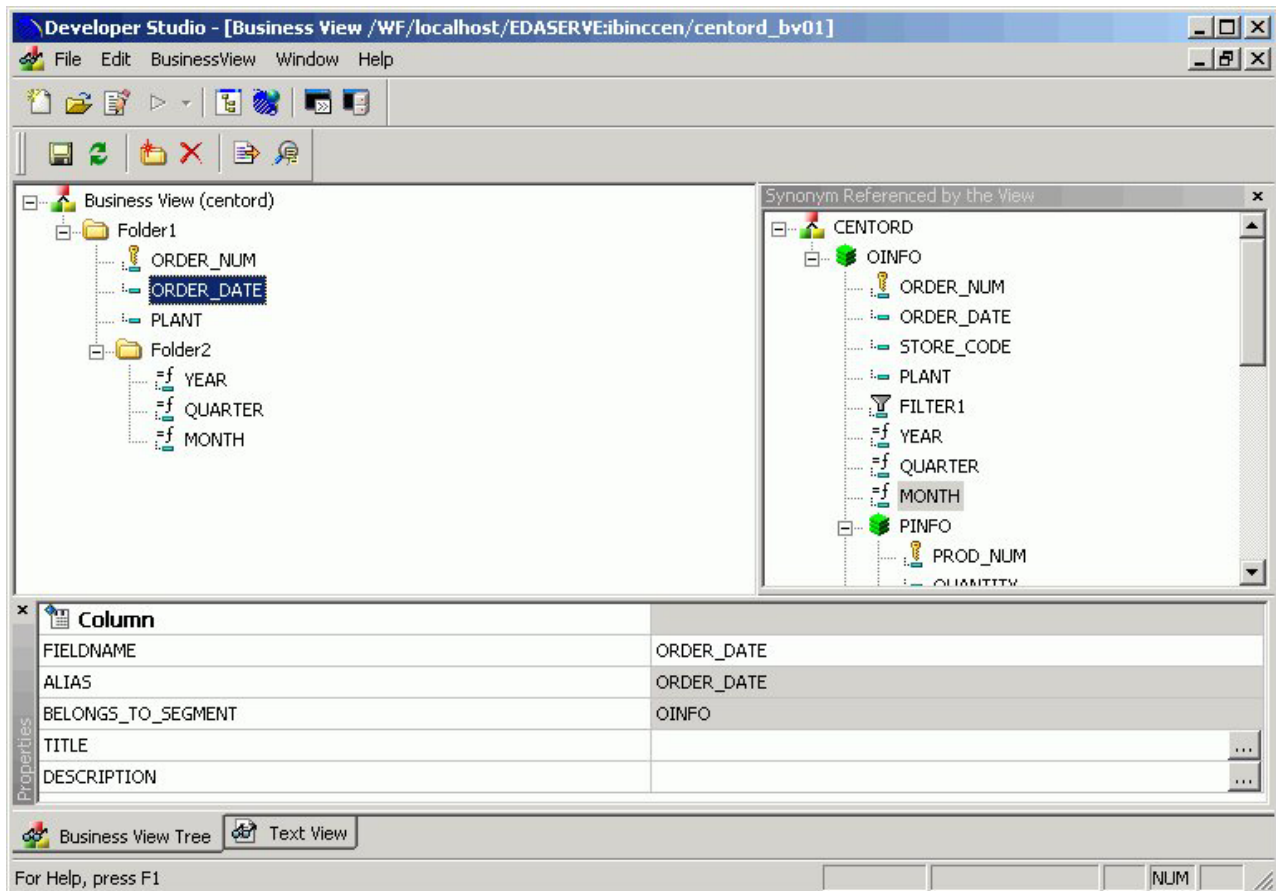 Developer Studio - [Business View /WF/localhost/EDASERVE:ibinccen/centord_bv01]
File Edit BusinessView Window Help
Business View (centord)
Folder1
ORDER_NUM
ORDER_DATE
PLANT
Folder2
YEAR
QUARTER
MONTH
Synonym Referenced by the View
CENTORD
OINFO
ORDER_NUM
ORDER_DATE
STORE_CODE
PLANT
FILTER1
YEAR
QUARTER
MONTH
PINFO
PROD_NUM
QUANTITY
Properties
Column
FIELDNAME ORDER_DATE
ALIAS ORDER_DATE
BELONGS_TO_SEGMENT OINFO
TITLE ...
DESCRIPTION ...
Business View Tree Text View
For Help, press F1 NUM